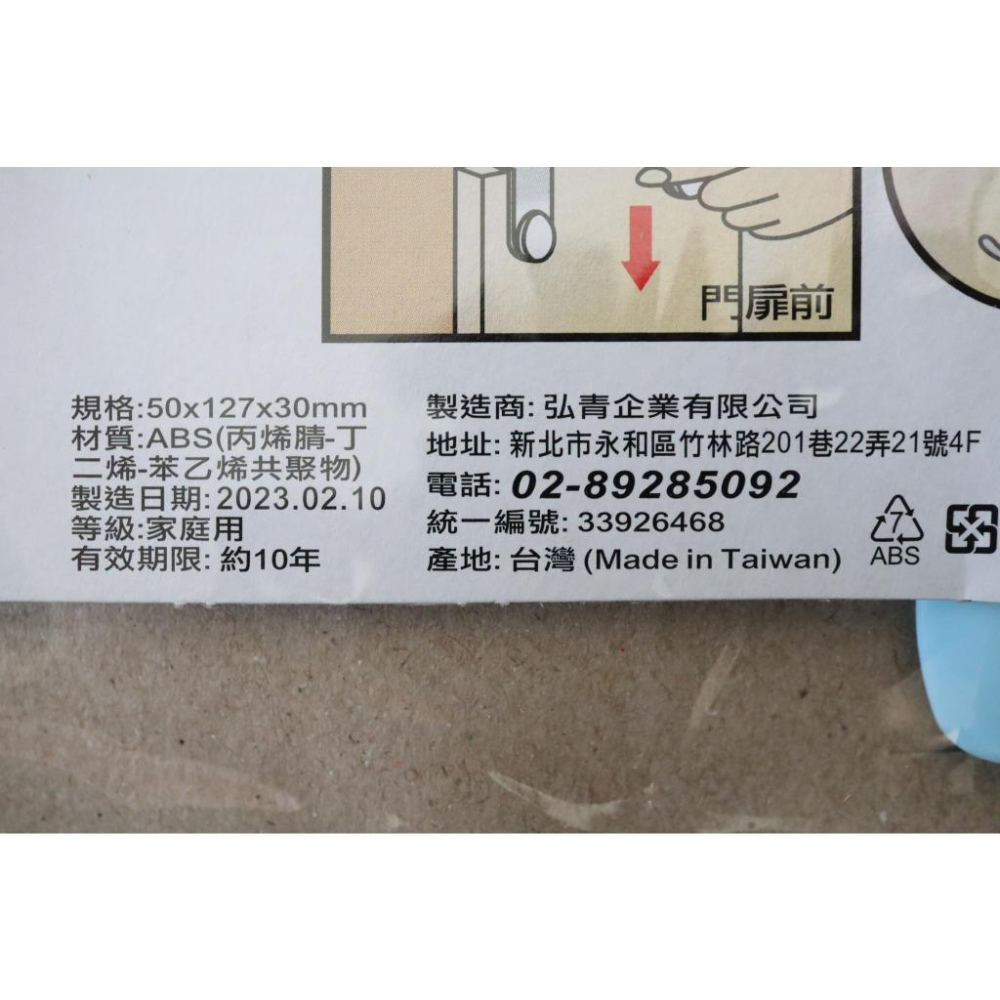 門扉前
規格:50x127x30mm
材質:ABS(丙烯腈-丁
二烯-苯乙烯共聚物)
製造日期: 2023.02.10
等級:家庭用
有效期限: 約10年
製造商: 弘青企業有限公司
地址: 新北市永和區竹林路201巷22弄21號4F
電話: 02-89285092
統一編號: 33926468
產地: 台灣 (Made in Taiwan)
7
ABS